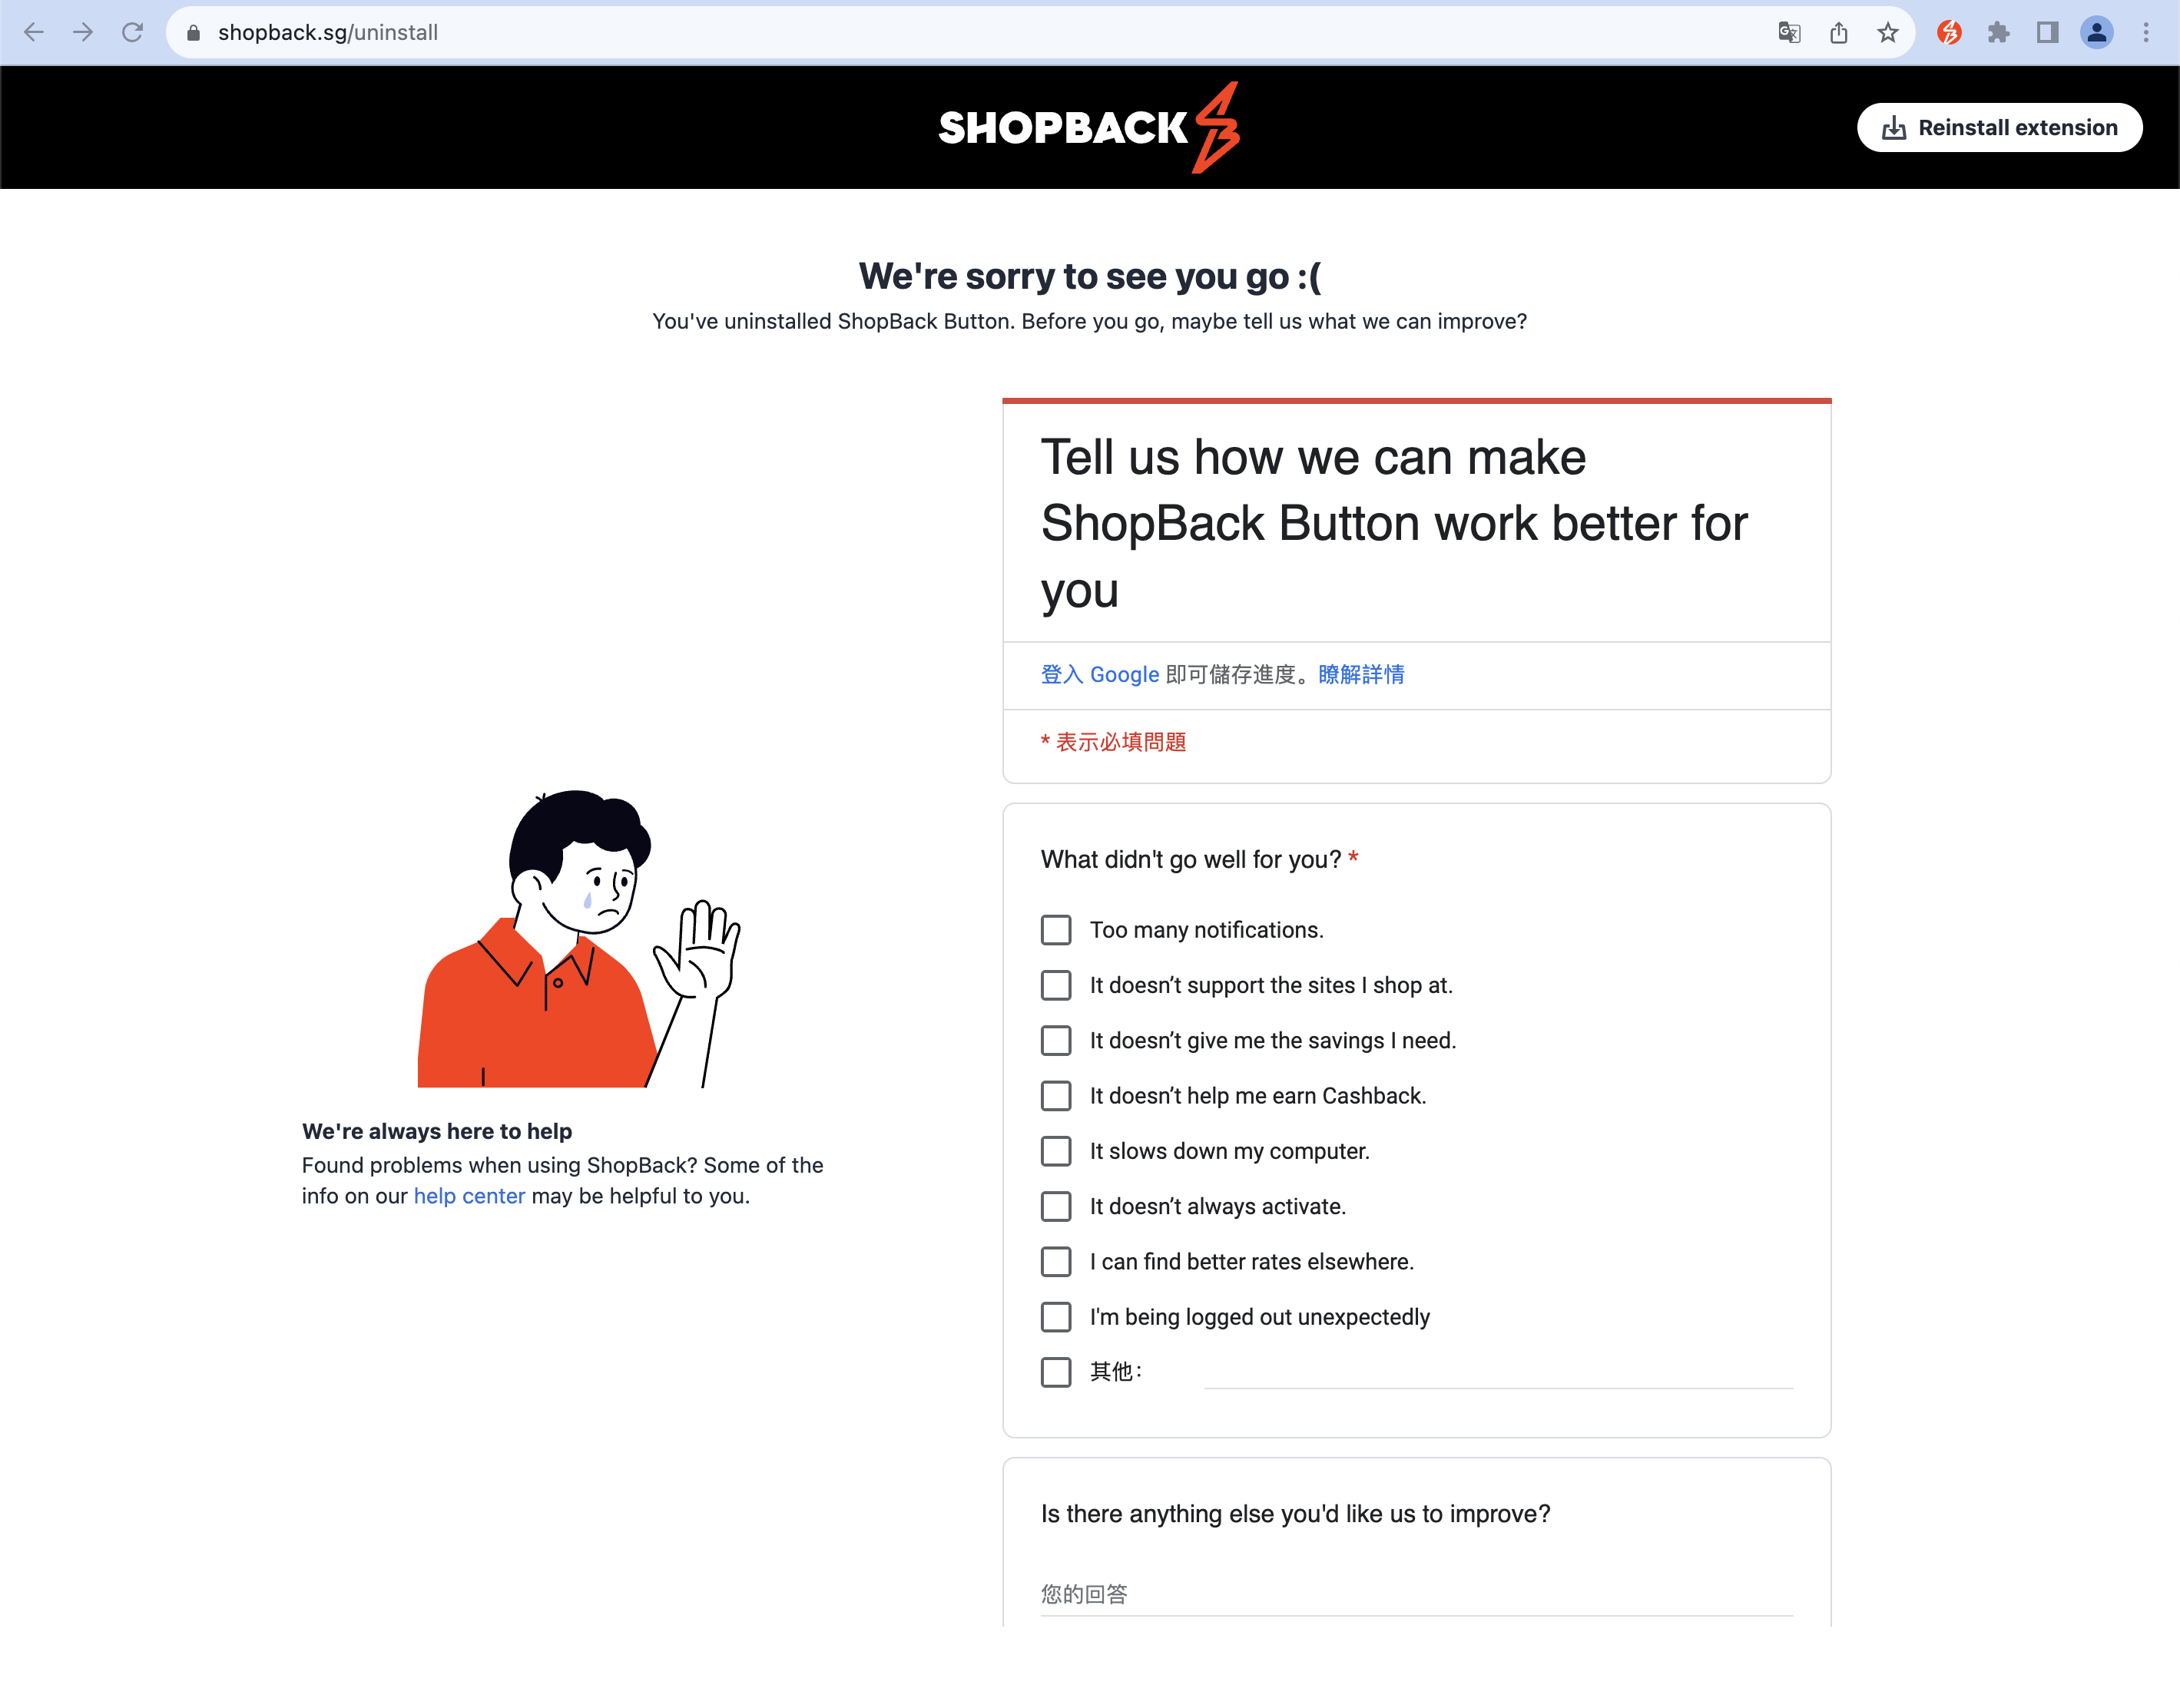 shopback.sg/uninstall
SHOPBACK
Reinstall extension
We're sorry to see you go :(
You've uninstalled ShopBack Button. Before you go, maybe tell us what we can improve?
Tell us how we can make
ShopBack Button work better for
you
登入 Google 即可儲存進度。瞭解詳情
* 表示必填問題
What didn't go well for you? *
Too many notifications.
It doesn’t support the sites I shop at.
It doesn’t give me the savings I need.
It doesn’t help me earn Cashback.
It slows down my computer.
It doesn’t always activate.
I can find better rates elsewhere.
I'm being logged out unexpectedly
其他：
Is there anything else you'd like us to improve?
您的回答
We're always here to help
Found problems when using ShopBack? Some of the
info on our help center may be helpful to you.